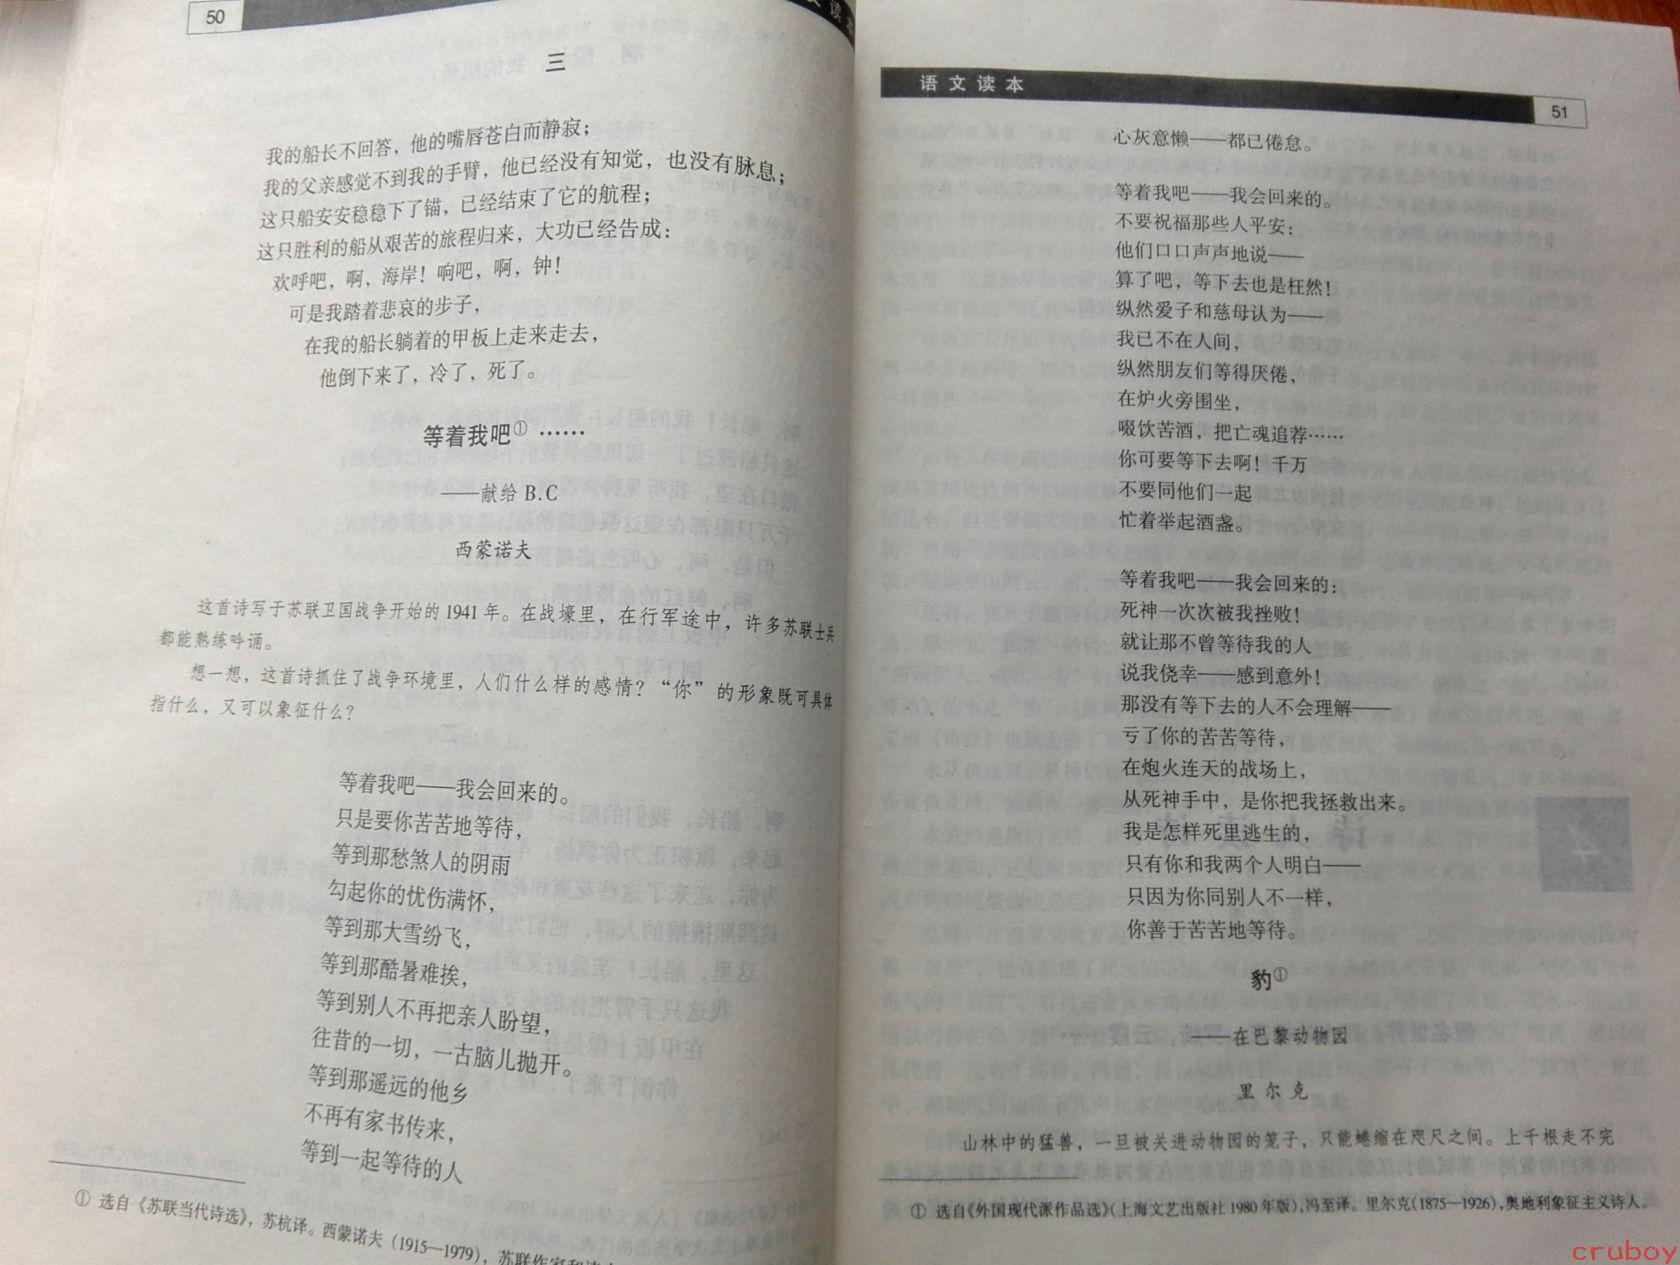 50
三
我的船长不回答，他的嘴唇苍白而静寂；
我的父亲感觉不到我的手臂，他已经没有知觉，也没有脉息；
这只船安安稳稳下了锚，已经结束了它的航程；
这只胜利的船从艰苦的旅程归来，大功已经告成：
欢呼吧，啊，海岸！响吧，啊，钟！
可是我踏着悲哀的步子，
在我的船长躺着的甲板上走来走去，
他倒下来了，冷了，死了。
等着我吧①……
——献给 B.C
西蒙诺夫
这首诗写于苏联卫国战争开始的 1941 年。在战壕里，在行军途中，许多苏联士兵
都能熟练吟诵。
想一想，这首诗抓住了战争环境里，人们什么样的感情？“你”的形象既可具体
指什么，又可以象征什么？
等着我吧——我会回来的。
只是要你苦苦地等待，
等到那愁煞人的阴雨
勾起你的忧伤满怀，
等到那大雪纷飞，
等到那酷暑难挨，
等到别人不再把亲人盼望，
往昔的一切，一古脑儿抛开。
等到那遥远的他乡
不再有家书传来，
等到一起等待的人
① 选自《苏联当代诗选》，苏杭译。西蒙诺夫（1915—1979），苏联作家和
语文读本
51
心灰意懒——都已倦怠。
等着我吧——我会回来的。
不要祝福那些人平安：
他们口口声声地说——
算了吧，等下去也是枉然！
纵然爱子和慈母认为——
我已不在人间，
纵然朋友们等得厌倦，
在炉火旁围坐，
啜饮苦酒，把亡魂追荐……
你可要等下去啊！千万
不要同他们一起
忙着举起酒盏。
等着我吧——我会回来的：
死神一次次被我挫败！
就让那不曾等待我的人
说我侥幸——感到意外！
那没有等下去的人不会理解——
亏了你的苦苦等待，
在炮火连天的战场上，
从死神手中，是你把我拯救出来。
我是怎样死里逃生的，
只有你和我两个人明白——
只因为你同别人不一样，
你善于苦苦地等待。
豹①
——在巴黎动物园
里尔克
山林中的猛兽，一旦被关进动物园的笼子，只能蜷缩在咫尺之间。上千根走不完
① 选自《外国现代派作品选》（上海文艺出版社 1980 年版），冯至译。里尔克（1875—1926），奥地利象征主义诗人。
cruboy